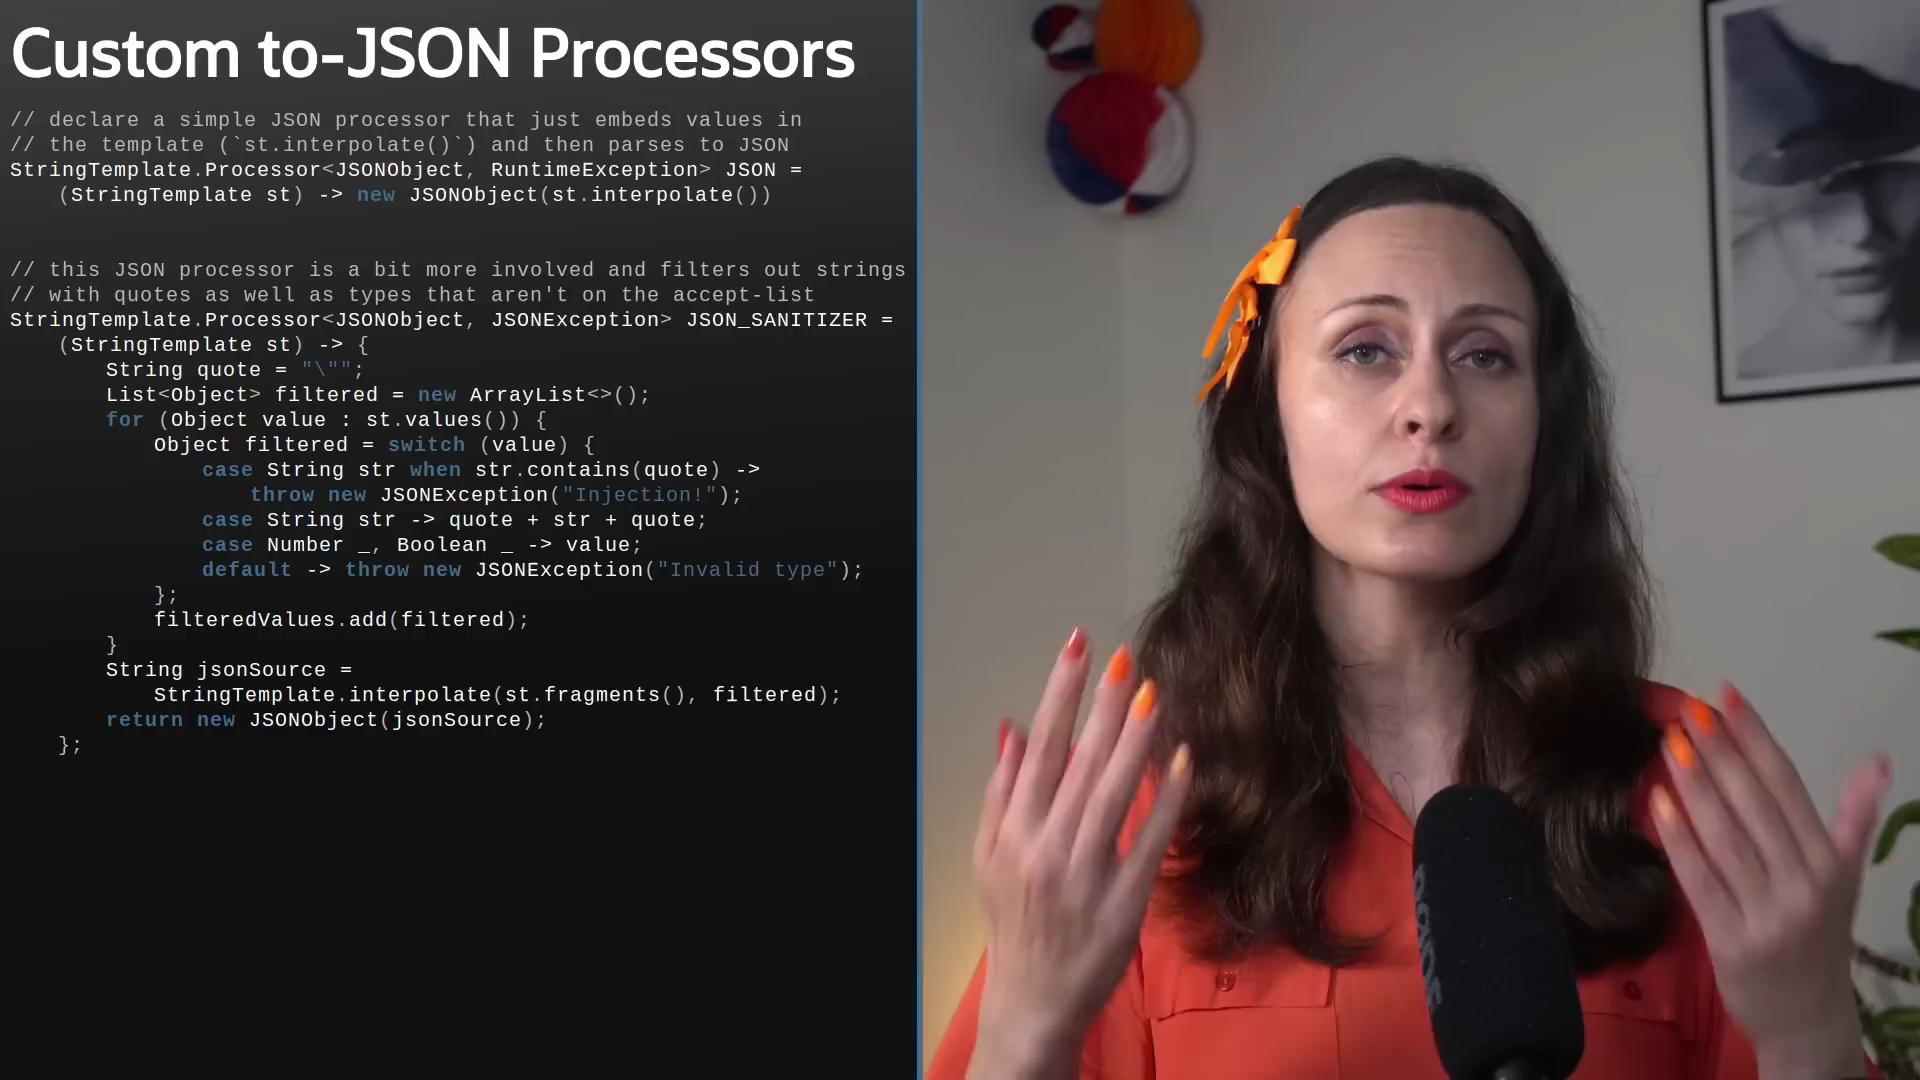 Custom to-JSON Processors
// declare a simple JSON processor that just embeds values in
// the template (`st.interpolate()`) and then parses to JSON
StringTemplate.Processor<JSONObject, RuntimeException> JSON =
    (StringTemplate st) -> new JSONObject(st.interpolate())
// this JSON processor is a bit more involved and filters out strings
// with quotes as well as types that aren't on the accept-list
StringTemplate.Processor<JSONObject, JSONException> JSON_SANITIZER =
    (StringTemplate st) -> {
        String quote = "\"";
        List<Object> filtered = new ArrayList<>();
        for (Object value : st.values()) {
            Object filtered = switch (value) {
                case String str when str.contains(quote) ->
                    throw new JSONException("Injection!");
                case String str -> quote + str + quote;
                case Number _, Boolean _ -> value;
                default -> throw new JSONException("Invalid type");
            };
            filteredValues.add(filtered);
        }
        String jsonSource =
            StringTemplate.interpolate(st.fragments(), filtered);
        return new JSONObject(jsonSource);
    };